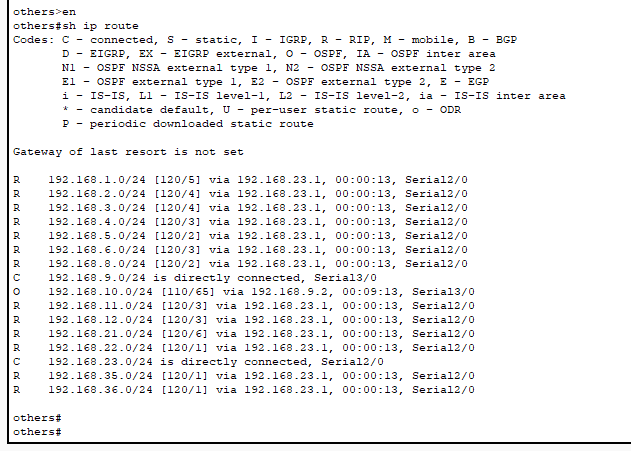 others>en
others#sh ip route
Codes: C - connected, S - static, I - IGRP, R - RIP, M - mobile, B - BGP
D - EIGRP, EX - EIGRP external, O - OSPF, IA - OSPF inter area
N1 - OSPF NSSA external type 1, N2 - OSPF NSSA external type 2
E1 - OSPF external type 1, E2 - OSPF external type 2, E - EGP
i - IS-IS, L1 - IS-IS level-1, L2 - IS-IS level-2, ia - IS-IS inter area
* - candidate default, U - per-user static route, o - ODR
P - periodic downloaded static route
Gateway of last resort is not set
R 192.168.1.0/24 [120/5] via 192.168.23.1, 00:00:13, Serial2/0
R 192.168.2.0/24 [120/4] via 192.168.23.1, 00:00:13, Serial2/0
R 192.168.3.0/24 [120/4] via 192.168.23.1, 00:00:13, Serial2/0
R 192.168.4.0/24 [120/3] via 192.168.23.1, 00:00:13, Serial2/0
R 192.168.5.0/24 [120/2] via 192.168.23.1, 00:00:13, Serial2/0
R 192.168.6.0/24 [120/3] via 192.168.23.1, 00:00:13, Serial2/0
R 192.168.8.0/24 [120/2] via 192.168.23.1, 00:00:13, Serial2/0
C 192.168.9.0/24 is directly connected, Serial3/0
O 192.168.10.0/24 [110/65] via 192.168.9.2, 00:09:13, Serial3/0
R 192.168.11.0/24 [120/3] via 192.168.23.1, 00:00:13, Serial2/0
R 192.168.12.0/24 [120/3] via 192.168.23.1, 00:00:13, Serial2/0
R 192.168.21.0/24 [120/6] via 192.168.23.1, 00:00:13, Serial2/0
R 192.168.22.0/24 [120/1] via 192.168.23.1, 00:00:13, Serial2/0
C 192.168.23.0/24 is directly connected, Serial2/0
R 192.168.35.0/24 [120/1] via 192.168.23.1, 00:00:13, Serial2/0
R 192.168.36.0/24 [120/1] via 192.168.23.1, 00:00:13, Serial2/0
others#
others#